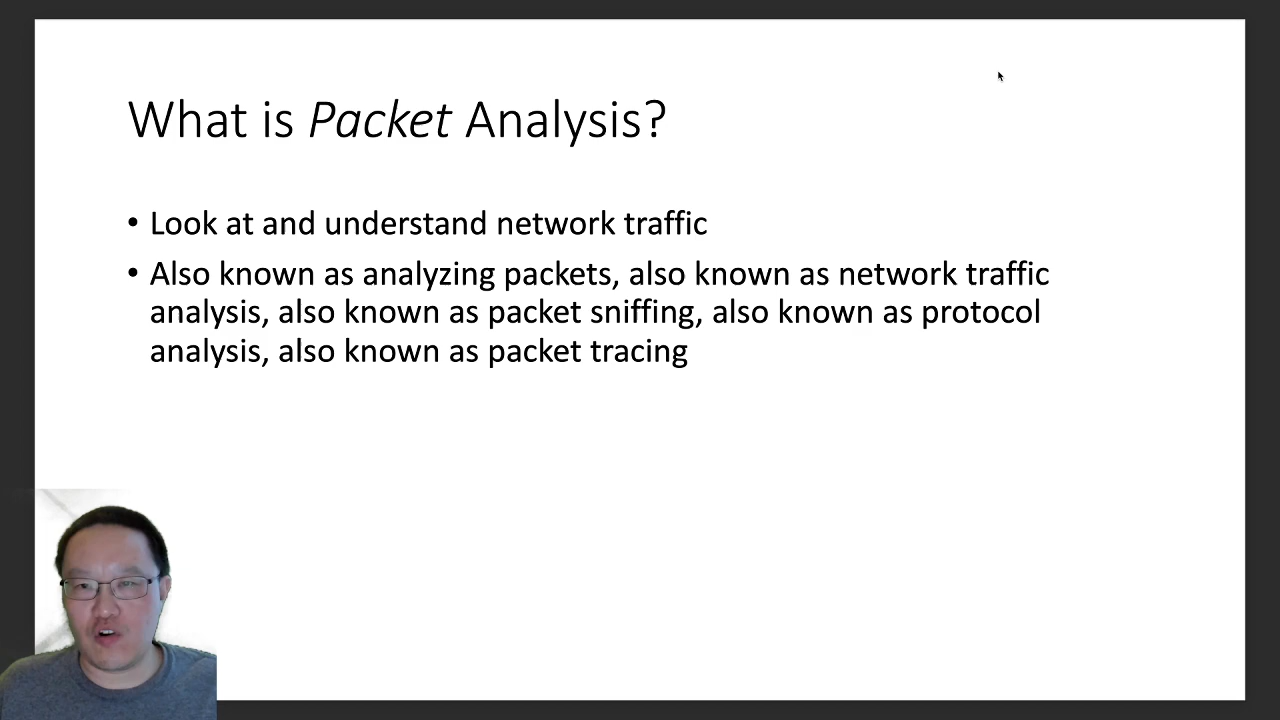 What is Packet Analysis?
• Look at and understand network traffic
• Also known as analyzing packets, also known as network traffic
analysis, also known as packet sniffing, also known as protocol
analysis, also known as packet tracing